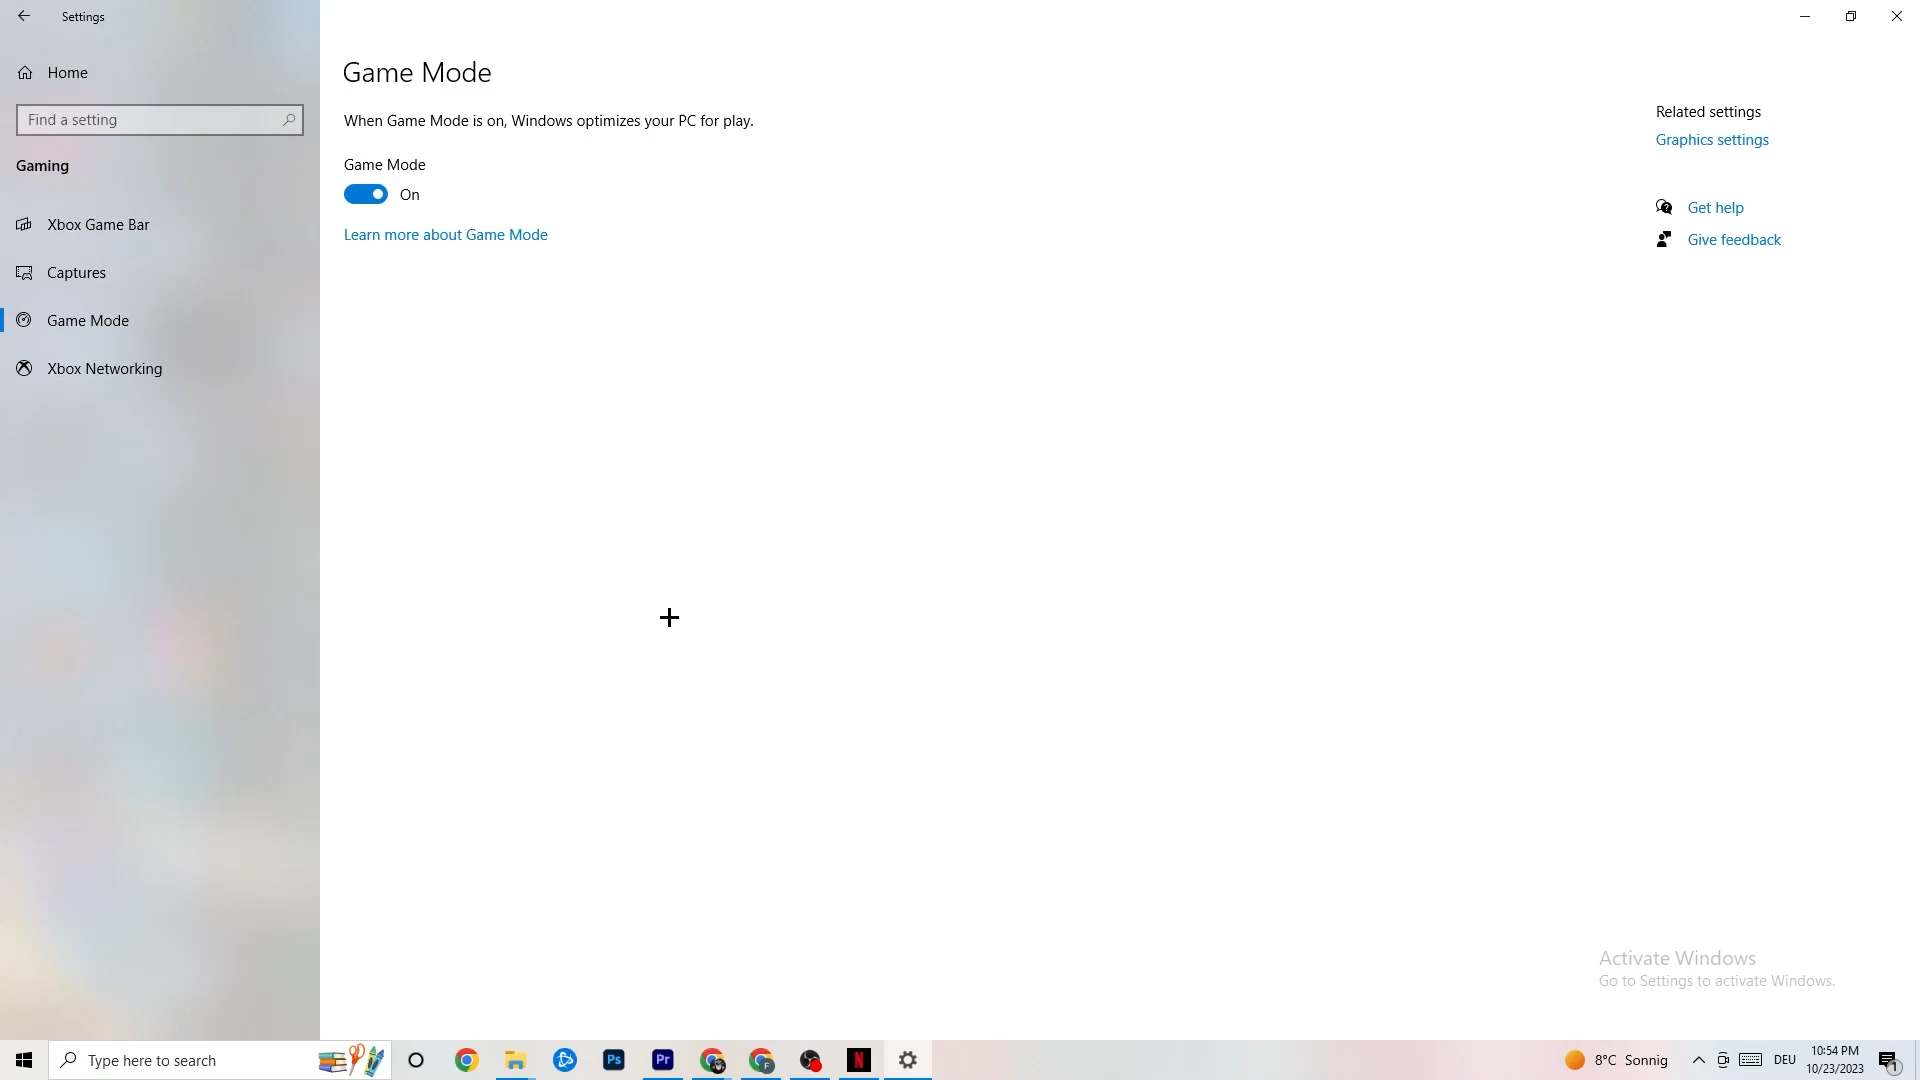 Settings
Home
Find a setting
Gaming
Xbox Game Bar
Captures
Game Mode
Xbox Networking
Game Mode
When Game Mode is on, Windows optimizes your PC for play.
Game Mode
On
Learn more about Game Mode
Related settings
Graphics settings
Get help
Give feedback
Activate Windows
Go to Settings to activate Windows.
Type here to search
Ps
Pr
F
N
8°C Sonnig
DEU
10:54 PM
10/23/2023
1